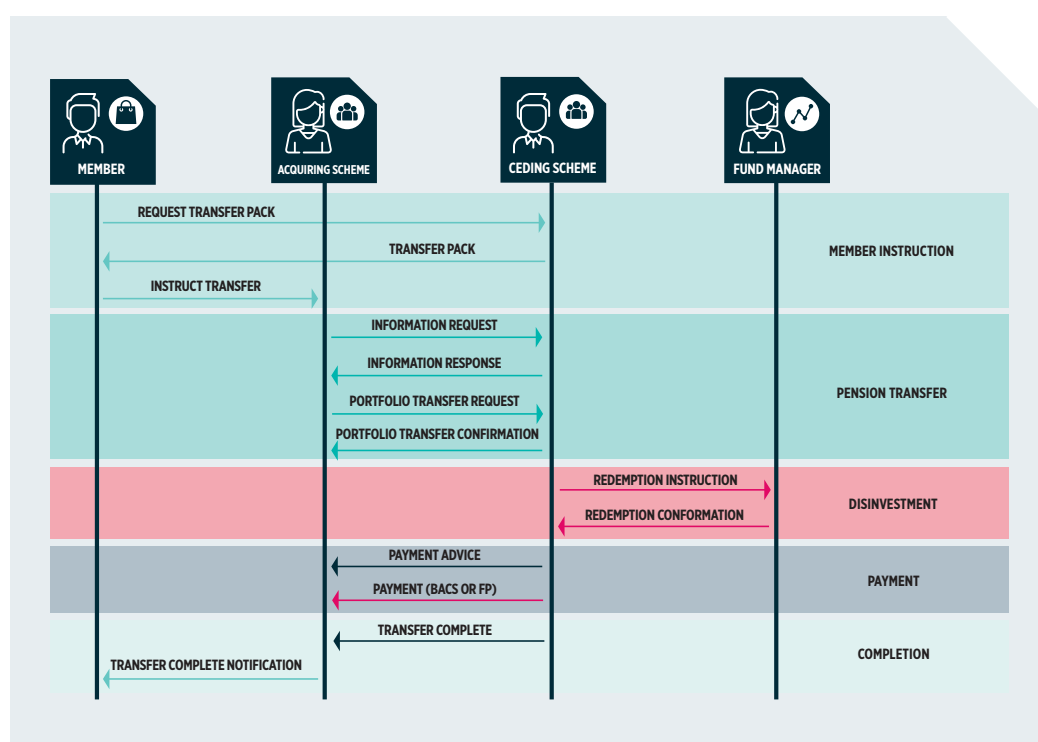 MEMBER
ACQUIRING SCHEME
CEDING SCHEME
FUND MANAGER
REQUEST TRANSFER PACK
TRANSFER PACK
MEMBER INSTRUCTION
INSTRUCT TRANSFER
INFORMATION REQUEST
INFORMATION RESPONSE
PENSION TRANSFER
PORTFOLIO TRANSFER REQUEST
PORTFOLIO TRANSFER CONFIRMATION
REDEMPTION INSTRUCTION
DISINVESTMENT
REDEMPTION CONFORMATION
PAYMENT ADVICE
PAYMENT
PAYMENT (BACS OR FP)
TRANSFER COMPLETE
COMPLETION
TRANSFER COMPLETE NOTIFICATION